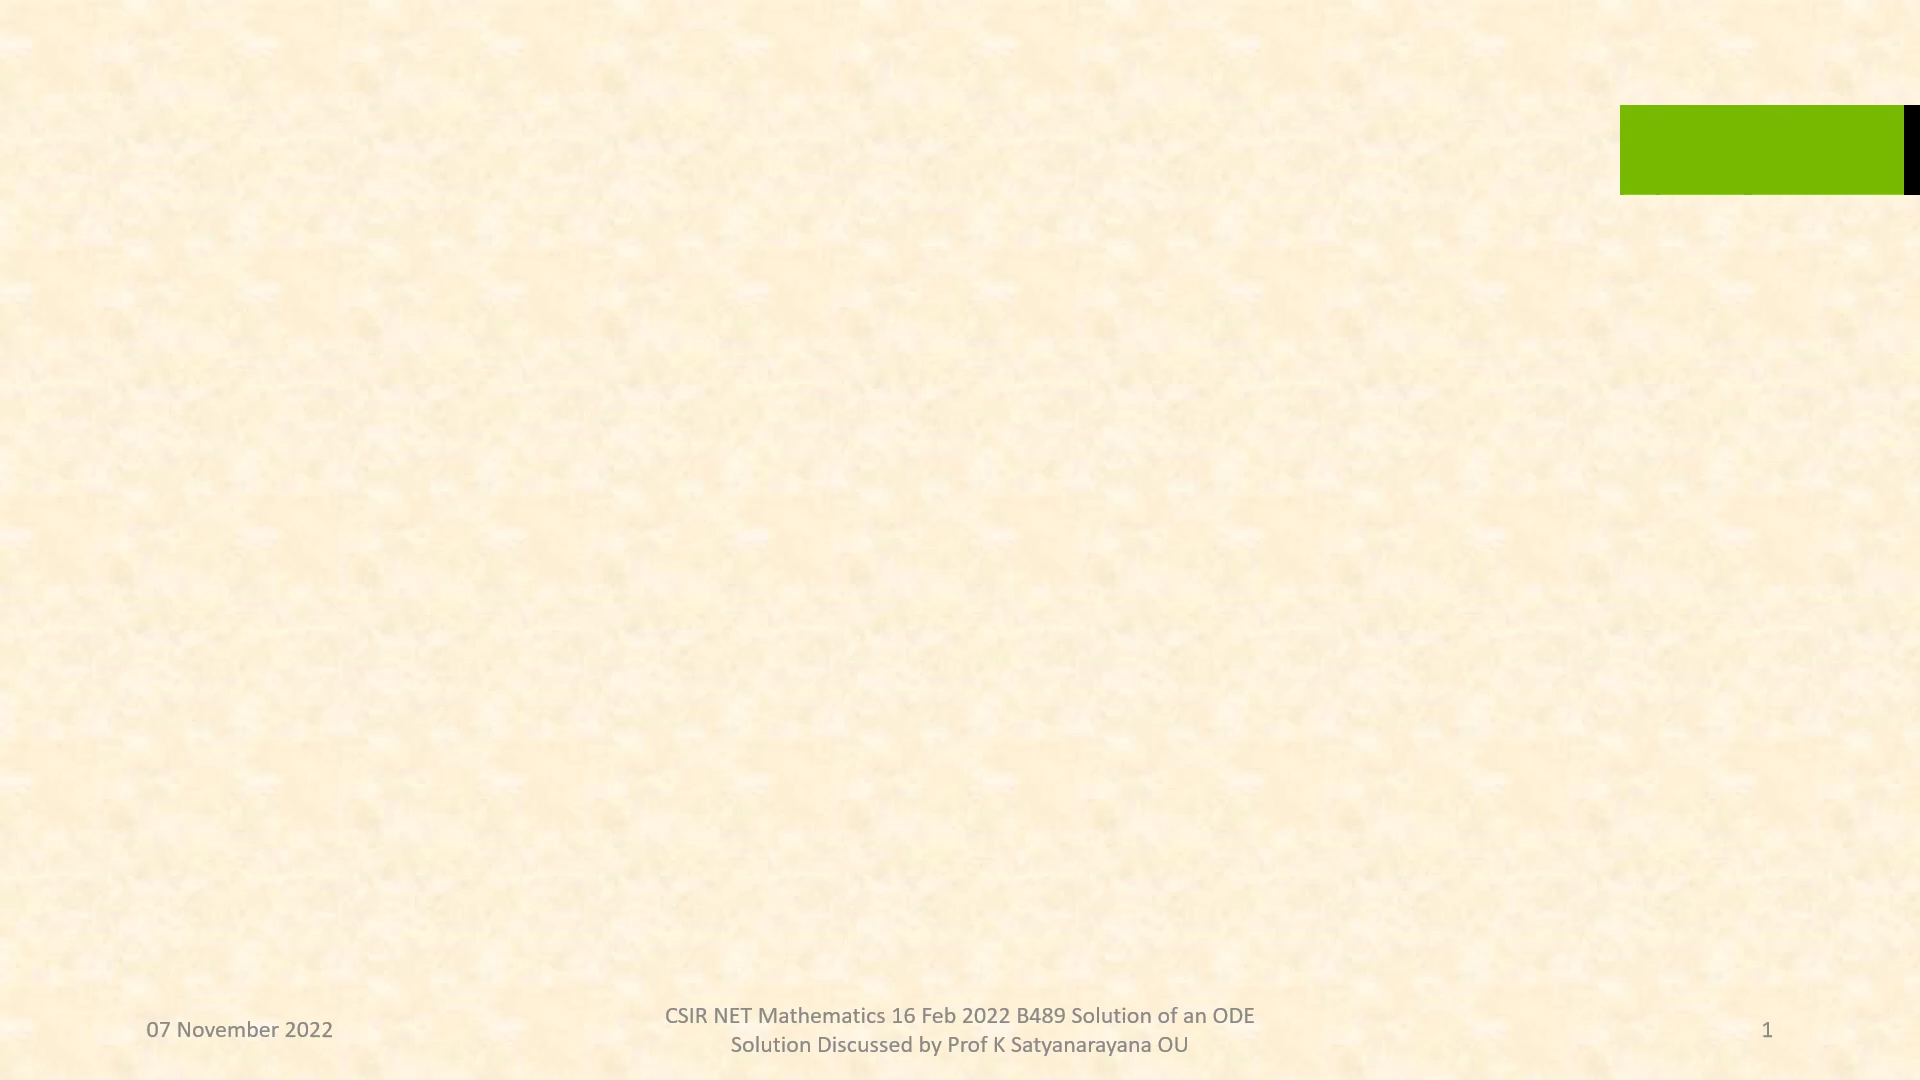 07 November 2022
CSIR NET Mathematics 16 Feb 2022 B489 Solution of an ODE
Solution Discussed by Prof K Satyanarayana OU
1